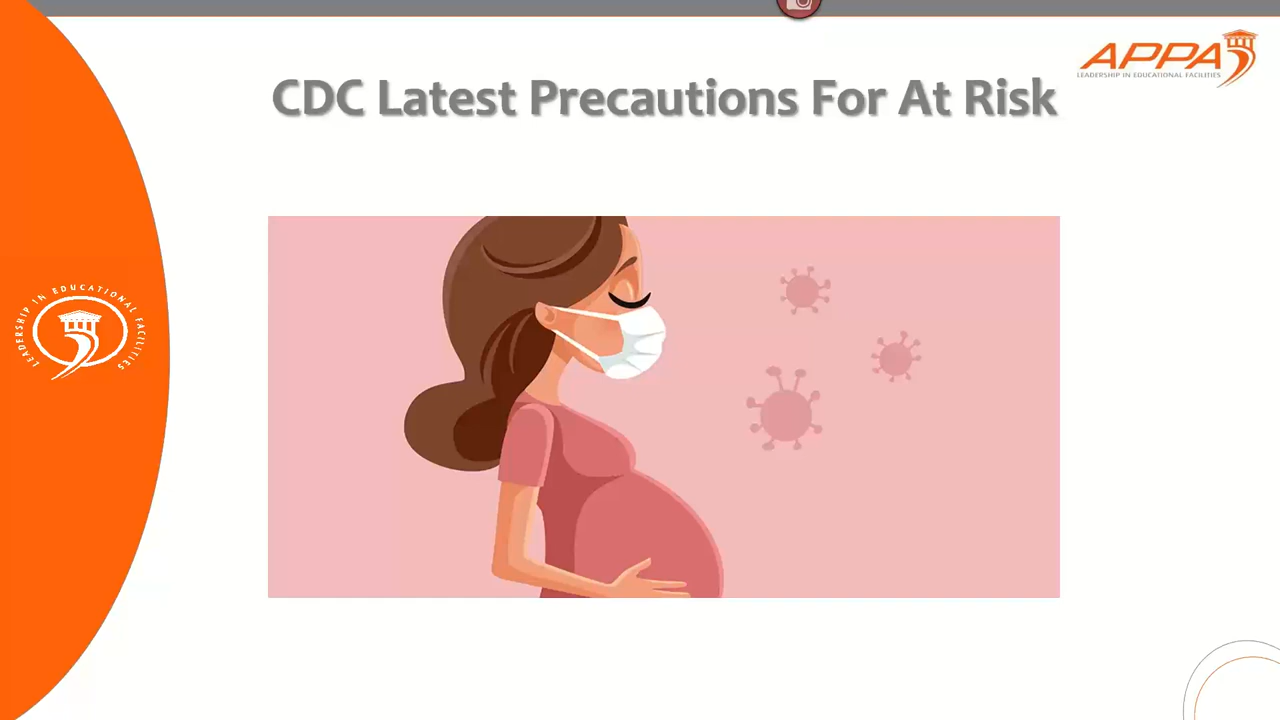 APPA
LEADERSHIP IN EDUCATIONAL FACILITIES
CDC Latest Precautions For At Risk
LEADERSHIP IN EDUCATIONAL FACILITIES